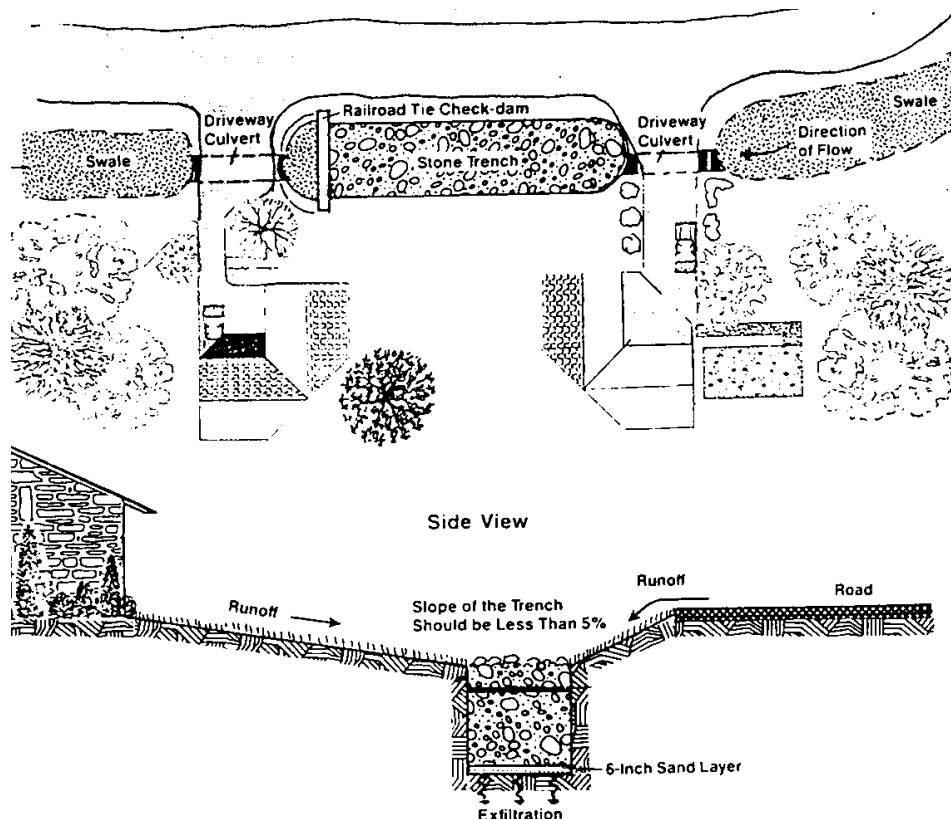 Railroad Tie Check-dam
Driveway
Culvert
Driveway
Culvert
Swale
Direction
of Flow
Swale
Stone Trench
Side View
Runoff
Runoff
Road
Slope of the Trench
Should be Less Than 5%
6-Inch Sand Layer
Exfiltration